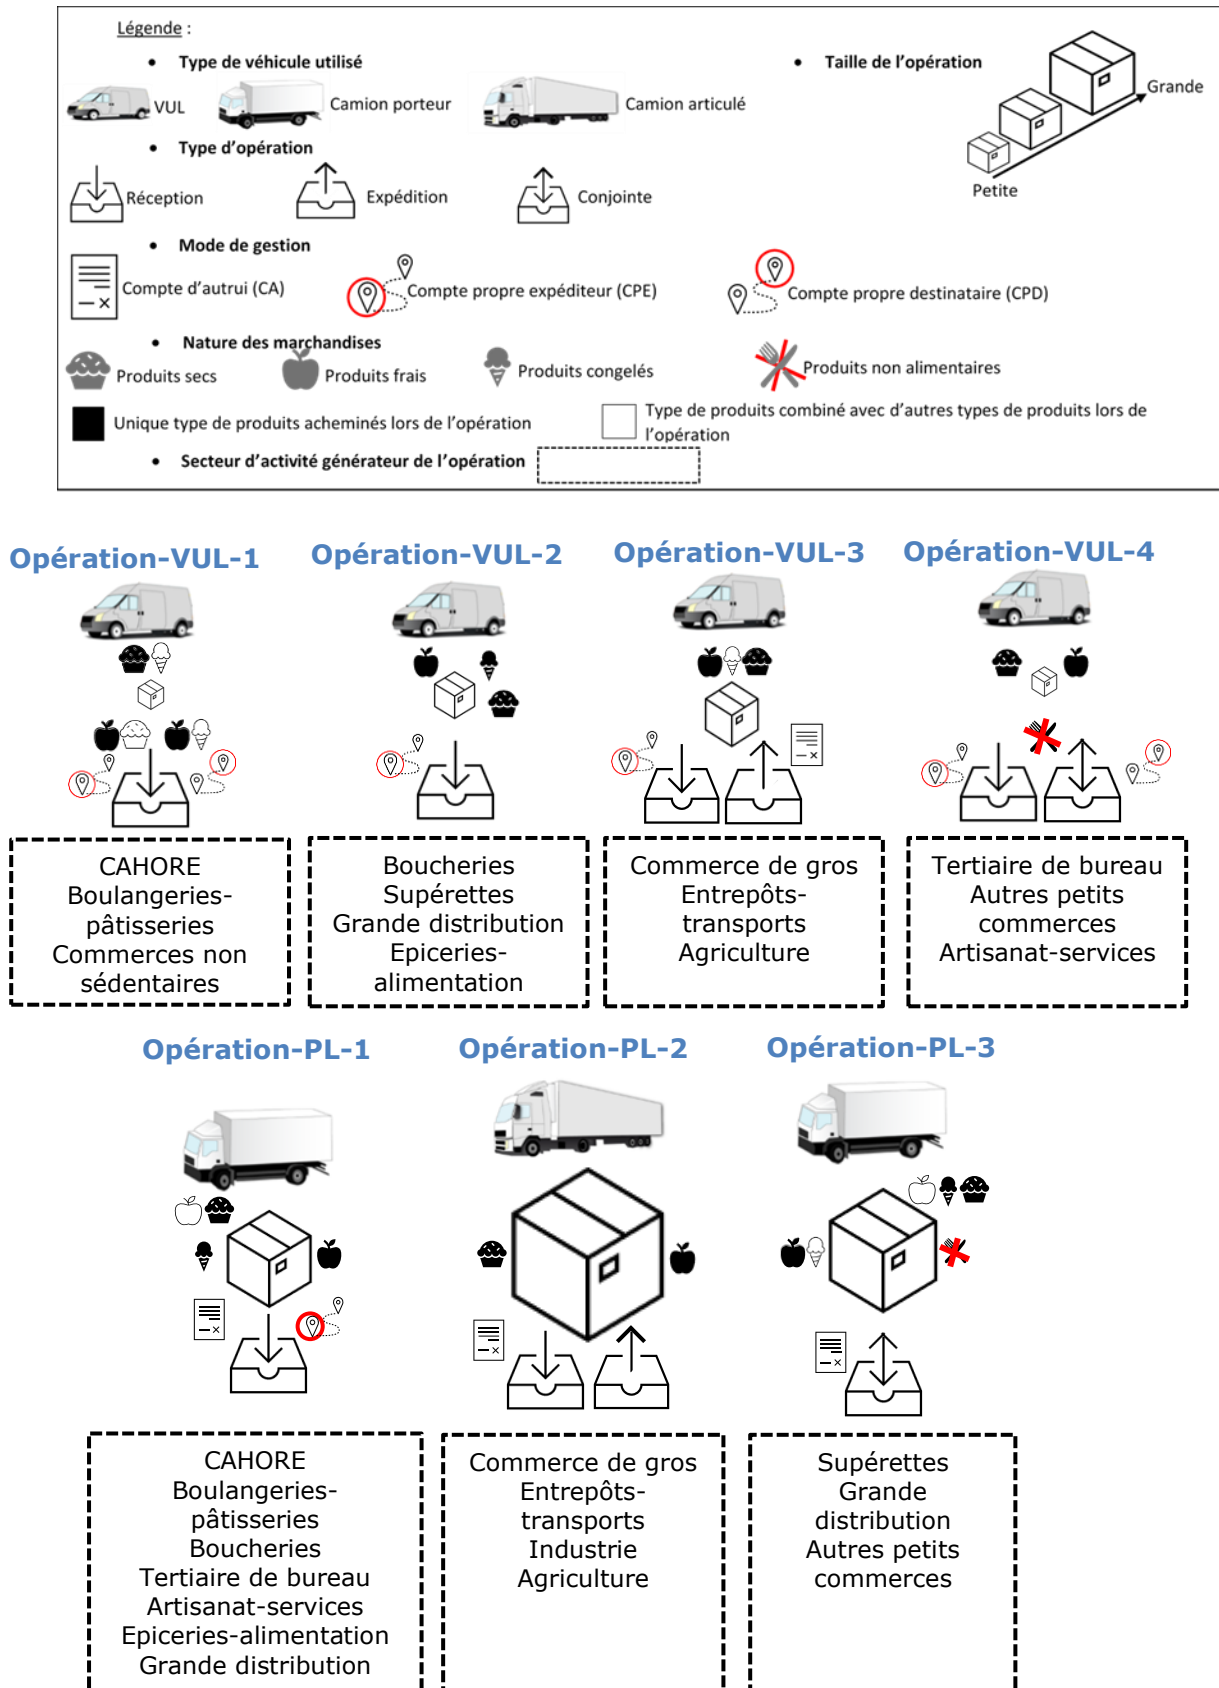 Légende :
• Type de véhicule utilisé
• Taille de l'opération
VUL
Camion porteur
Camion articulé
Grande
Petite
• Type d'opération
Réception
Expédition
Conjointe
• Mode de gestion
Compte d'autrui (CA)
Compte propre expéditeur (CPE)
Compte propre destinataire (CPD)
• Nature des marchandises
Produits secs
Produits frais
Produits congelés
Produits non alimentaires
Unique type de produits acheminés lors de l'opération
Type de produits combiné avec d'autres types de produits lors de
l'opération
• Secteur d'activité générateur de l'opération
Opération-VUL-1
Opération-VUL-2
Opération-VUL-3
Opération-VUL-4
CAHORE
Boulangeries-
pâtisseries
Commerces non
sédentaires
Boucheries
Supérettes
Grande distribution
Epiceries-
alimentation
Commerce de gros
Entrepôts-
transports
Agriculture
Tertiaire de bureau
Autres petits
commerces
Artisanat-services
Opération-PL-1
Opération-PL-2
Opération-PL-3
CAHORE
Boulangeries-
pâtisseries
Boucheries
Tertiaire de bureau
Artisanat-services
Epiceries-alimentation
Grande distribution
Commerce de gros
Entrepôts-
transports
Industrie
Agriculture
Supérettes
Grande
distribution
Autres petits
commerces